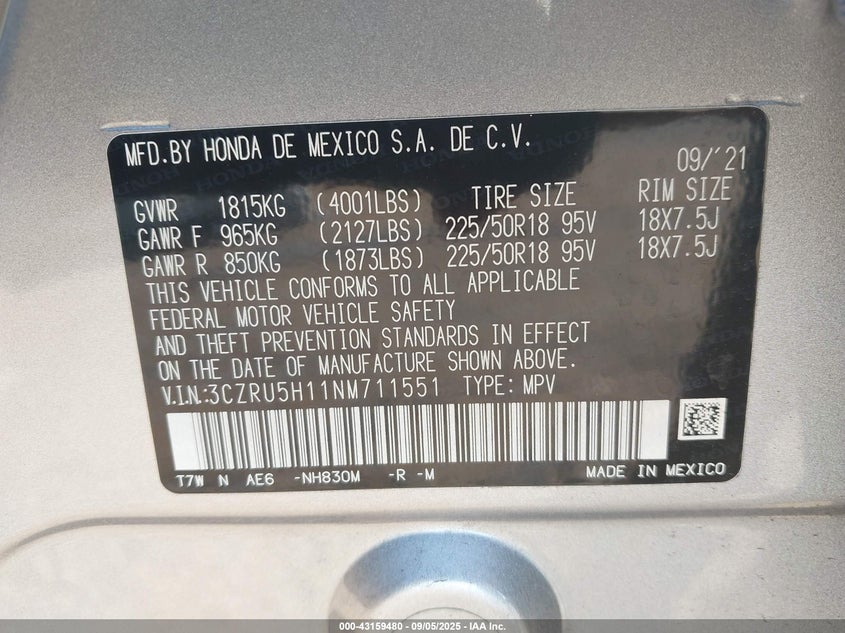 MFD.BY HONDA DE MEXICO S.A. DE C.V.
09/'21
GVWR 1815KG (4001LBS) TIRE SIZE RIM SIZE
GAWR F 965KG (2127LBS) 225/50R18 95V 18X7.5J
GAWR R 850KG (1873LBS) 225/50R18 95V 18X7.5J
THIS VEHICLE CONFORMS TO ALL APPLICABLE
FEDERAL MOTOR VEHICLE SAFETY
AND THEFT PREVENTION STANDARDS IN EFFECT
ON THE DATE OF MANUFACTURE SHOWN ABOVE.
V.I.N.:3CZRU5H11NM711551 TYPE: MPV
T7W N AE6 -NH830M -R -M MADE IN MEXICO
000-43159480 - 09/05/2025 - IAA Inc.